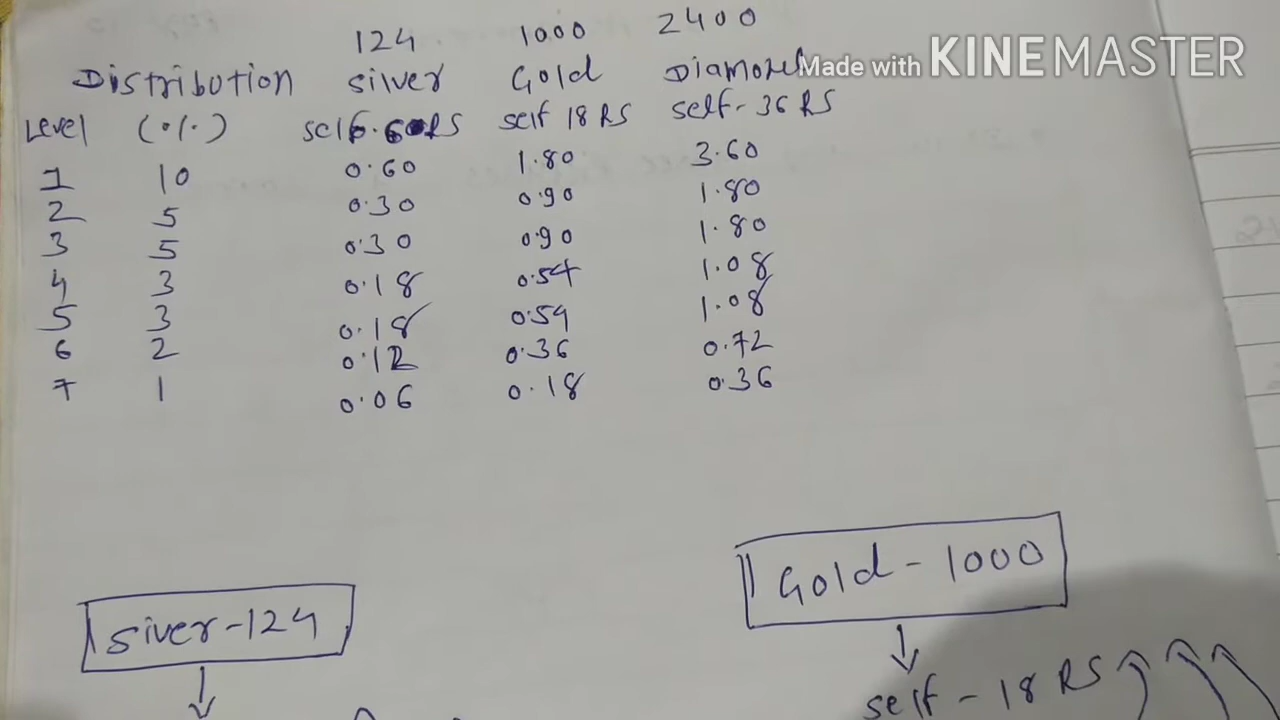 124 1000 2400
Distribution Silver Gold Diamond
Made with KINEMASTER
Level (%) self 18 RS self-36 RS
1 10 0.60 1.80 3.60
2 5 0.30 0.90 1.80
3 5 0.30 0.90 1.80
4 3 0.18 0.54 1.08
5 3 0.18 0.54 1.08
6 2 0.12 0.36 0.72
7 1 0.06 0.18 0.36
Siver-124
Gold-1000
self-18 RS